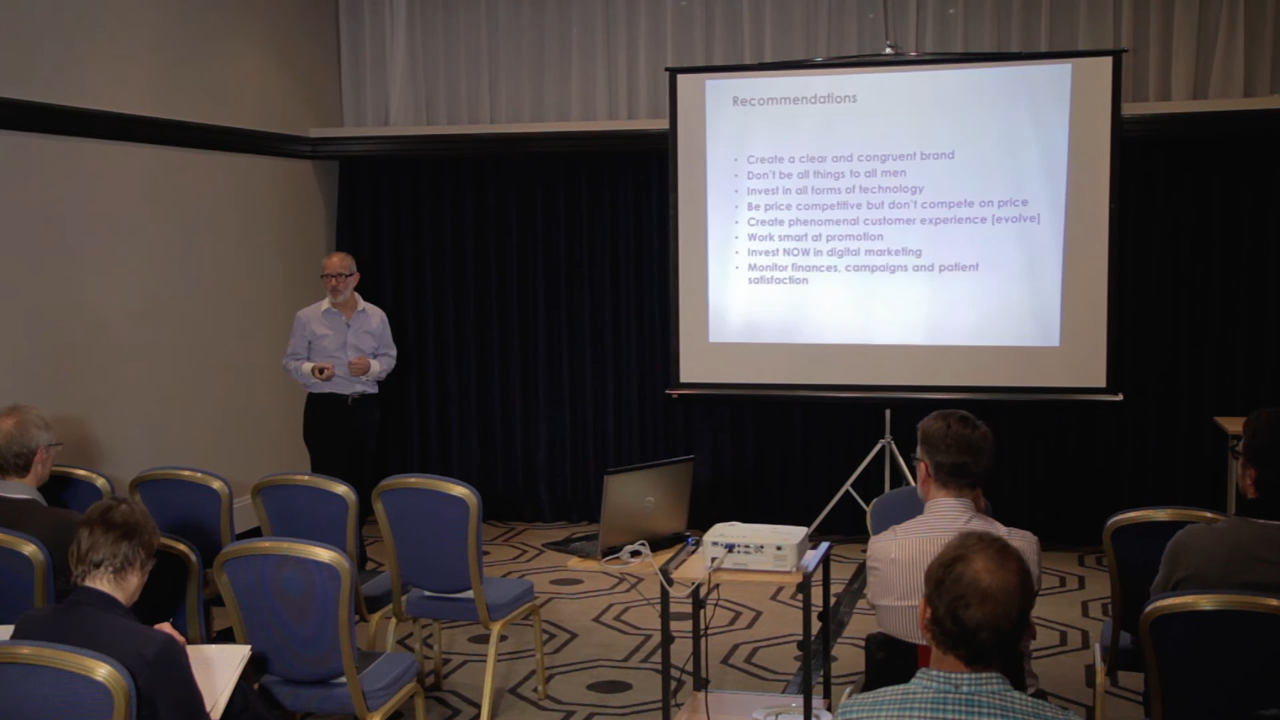 Recommendations
• Create a clear and congruent brand
• Don't be all things to all men
• Invest in all forms of technology
• Be price competitive but don't compete on price
• Create phenomenal customer experience [evolve]
• Work smart at promotion
• Invest NOW in digital marketing
• Monitor finances, campaigns and patient
satisfaction